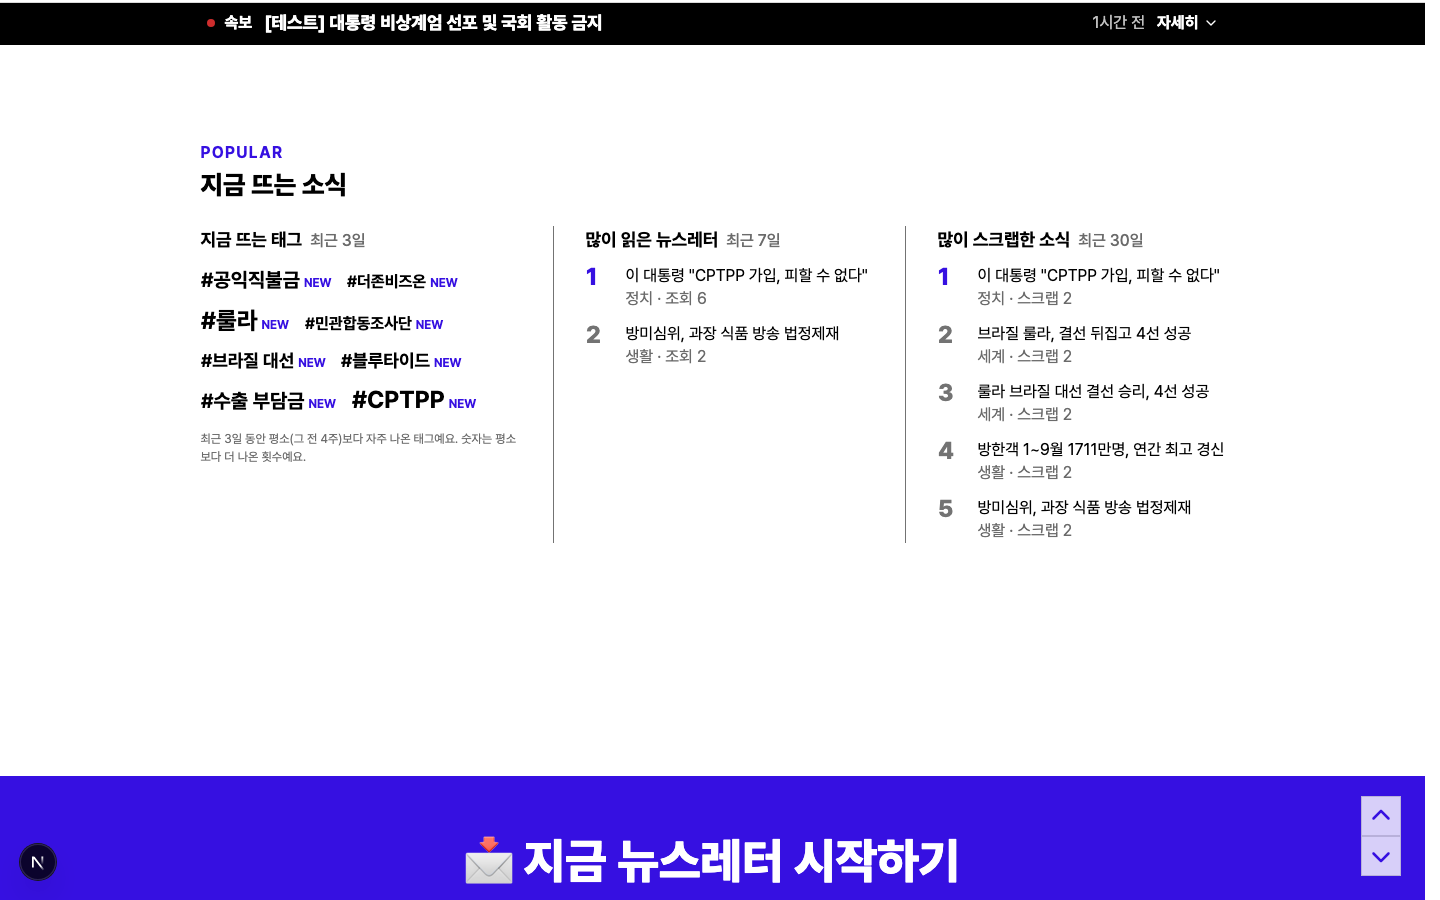 속보 [테스트] 대통령 비상계엄 선포 및 국회 활동 금지 1시간 전 자세히
POPULAR
지금 뜨는 소식
지금 뜨는 태그 최근 3일
#공익직불금 NEW #더존비즈온 NEW
#룰라 NEW #민관합동조사단 NEW
#브라질 대선 NEW #블루타이드 NEW
#수출 부담금 NEW #CPTPP NEW
최근 3일 동안 평소(그 전 4주)보다 자주 나온 태그예요. 숫자는 평소
보다 더 나온 횟수예요.
많이 읽은 뉴스레터 최근 7일
1 이 대통령 "CPTPP 가입, 피할 수 없다"
정치 · 조회 6
2 방미심위, 과장 식품 방송 법정제재
생활 · 조회 2
많이 스크랩한 소식 최근 30일
1 이 대통령 "CPTPP 가입, 피할 수 없다"
정치 · 스크랩 2
2 브라질 룰라, 결선 뒤집고 4선 성공
세계 · 스크랩 2
3 룰라 브라질 대선 결선 승리, 4선 성공
세계 · 스크랩 2
4 방한객 1~9월 1711만명, 연간 최고 경신
생활 · 스크랩 2
5 방미심위, 과장 식품 방송 법정제재
생활 · 스크랩 2
지금 뉴스레터 시작하기
N